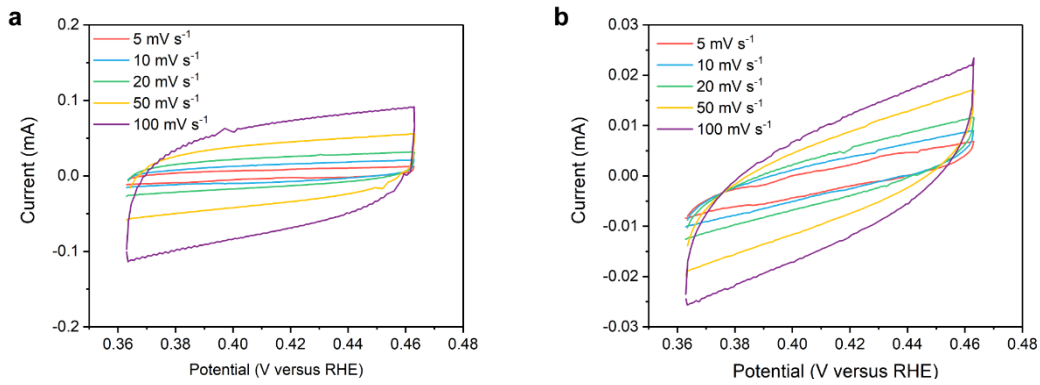 a
0.2
0.1
0.0
-0.1
-0.2
Current (mA)
5 mV s⁻¹
10 mV s⁻¹
20 mV s⁻¹
50 mV s⁻¹
100 mV s⁻¹
0.36 0.38 0.40 0.42 0.44 0.46 0.48
Potential (V versus RHE)
b
0.03
0.02
0.01
0.00
-0.01
-0.02
-0.03
Current (mA)
5 mV s⁻¹
10 mV s⁻¹
20 mV s⁻¹
50 mV s⁻¹
100 mV s⁻¹
0.36 0.38 0.40 0.42 0.44 0.46 0.48
Potential (V versus RHE)